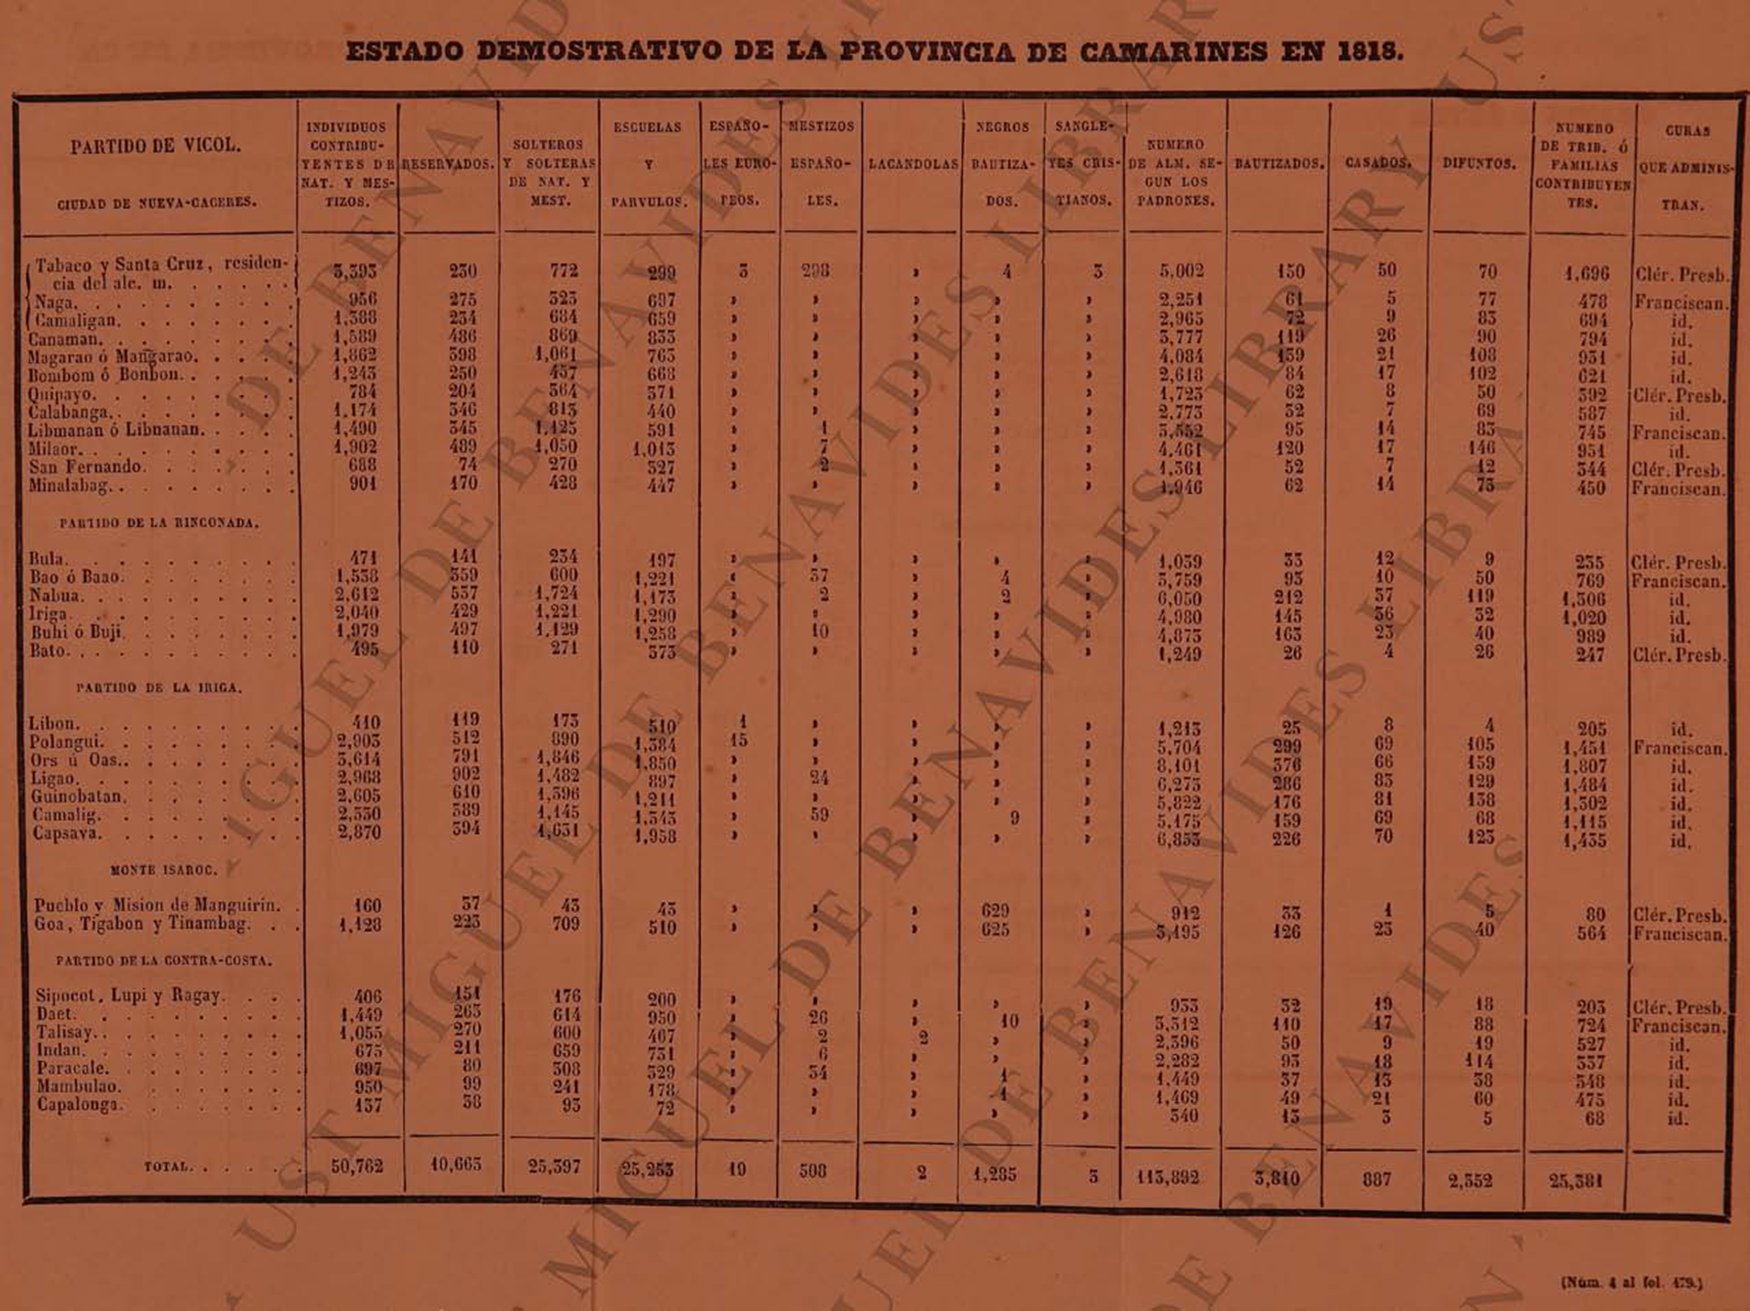 ESTADO DEMOSTRATIVO DE LA PROVINCIA DE CAMARINES EN 1818.
PARTIDO DE VICOL.
CIUDAD DE NUEVA-CACERES.
INDIVIDUOS CONTRIBUYENTES DE NAT. Y MESTIZOS.
RESERVADOS.
SOLTEROS Y SOLTERAS DE NAT. Y MEST.
ESCUELAS Y PARVULOS.
ESPAÑOLES EUROPEOS.
MESTIZOS ESPAÑOLES.
LACANDOLAS
NEGROS BAUTIZADOS.
SANGLEYES CRISTIANOS.
NUMERO DE ALM. SEGUN LOS PADRONES.
BAUTIZADOS.
CASADOS.
DIFUNTOS.
NUMERO DE TRIB. Ó FAMILIAS CONTRIBUYENTES.
CURAS QUE ADMINISTRAN.
Tabaco y Santa Cruz, residencia del alc. m. 3,393 230 772 299 3 298 » 4 3 5,002 150 50 70 1,696 Clér. Presb.
Naga. 956 275 323 697 » » » » » 2,251 61 5 77 478 Franciscan.
Camaligan. 1,388 234 684 659 » » » » » 2,965 72 9 83 694 id.
Canaman. 1,589 486 869 833 » » » » » 3,777 119 26 90 794 id.
Magarao ó Mangarao. 1,862 398 1,061 763 » » » » » 4,084 139 21 108 931 id.
Bombom ó Bonbon. 1,243 250 457 668 » » » » » 2,618 84 17 102 621 id.
Quipayo. 784 204 364 371 » » » » » 1,723 62 8 50 392 Clér. Presb.
Calabanga. 1,174 346 813 440 » » » » » 2,773 32 7 69 587 id.
Libmanan ó Libnanan. 1,490 345 1,125 591 » 1 » » » 3,552 95 14 83 745 Franciscan.
Milaor. 1,902 489 1,050 1,013 » 7 » » » 4,461 120 17 146 951 id.
San Fernando. 688 74 270 327 » 2 » » » 1,361 52 7 12 344 Clér. Presb.
Minalabag. 901 170 428 447 » » » » » 1,946 62 14 73 450 Franciscan.
PARTIDO DE LA RINCONADA.
Bula. 471 141 234 197 » » » » » 1,039 33 12 9 235 Clér. Presb.
Bao ó Baao. 1,538 359 600 1,221 » 37 » 4 » 3,759 93 10 50 769 Franciscan.
Nabua. 2,612 537 1,724 1,173 » 2 » 2 » 6,050 212 37 119 1,306 id.
Iriga. 2,040 429 1,221 1,290 » » » » » 4,980 145 36 32 1,020 id.
Buhi ó Buji. 1,979 497 1,129 1,258 » 10 » » » 4,873 163 23 40 989 id.
Bato. 495 110 271 373 » » » » » 1,249 26 4 26 247 Clér. Presb.
PARTIDO DE LA IRIGA.
Libon. 410 119 173 510 1 » » » » 1,213 25 8 4 205 id.
Polangui. 2,903 512 890 1,384 15 » » » » 5,704 299 69 105 1,451 Franciscan.
Ors ú Oas. 3,614 791 1,846 1,850 » » » » » 8,101 376 66 159 1,807 id.
Ligao. 2,968 902 1,482 897 » 24 » » » 6,273 286 83 129 1,484 id.
Guinobatan. 2,605 610 1,396 1,211 » » » » » 5,822 176 81 138 1,302 id.
Camalig. 2,330 389 1,145 1,343 » 59 » 9 » 5,175 159 69 68 1,115 id.
Capsava. 2,870 394 1,631 1,958 » » » » » 6,853 226 70 123 1,435 id.
MONTE ISAROC.
Pueblo y Mision de Manguirin. 160 37 43 43 » » » 629 » 912 33 1 5 80 Clér. Presb.
Goa, Tigabon y Tinambag. 1,128 223 709 510 » » » 625 » 3,195 126 23 40 564 Franciscan.
PARTIDO DE LA CONTRA-COSTA.
Sipocot, Lupi y Ragay. 406 151 176 200 » » » » » 933 32 19 18 203 Clér. Presb.
Daet. 1,449 263 614 950 » 26 » 10 » 3,312 110 17 88 724 Franciscan.
Talisay. 1,055 270 600 467 » 2 2 » » 2,396 50 9 19 527 id.
Indan. 675 211 659 731 » 6 » » » 2,282 93 18 114 337 id.
Paracale. 697 80 308 329 » 34 » 1 » 1,449 37 13 38 348 id.
Mambulao. 950 99 241 178 » » » 1 » 1,469 49 21 60 475 id.
Capalonga. 137 38 93 72 » » » » » 340 13 3 5 68 id.
TOTAL. 50,762 10,663 25,397 25,253 19 508 2 1,285 3 113,892 3,810 887 2,552 25,381
(Núm. 4 al fol. 479.)
UST MIGUEL DE BENAVIDES LIBRARY